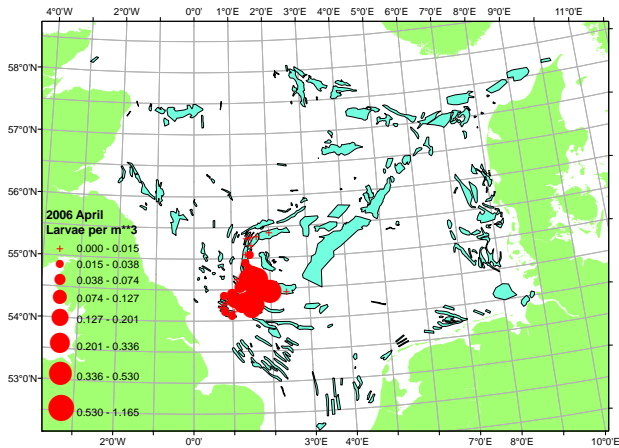 4°0'W 2°0'W 0°0' 1°0'E 2°0'E 3°0'E 4°0'E 5°0'E 6°0'E 7°0'E 8°0'E 9°0'E 11°0'E
58°0'N
57°0'N
56°0'N
55°0'N
54°0'N
53°0'N
2006 April
Larvae per m**3
0.000 - 0.015
0.015 - 0.038
0.038 - 0.074
0.074 - 0.127
0.127 - 0.201
0.201 - 0.336
0.336 - 0.530
0.530 - 1.165
2°0'W 0°0' 3°0'E 4°0'E 7°0'E 8°0'E 10°0'E